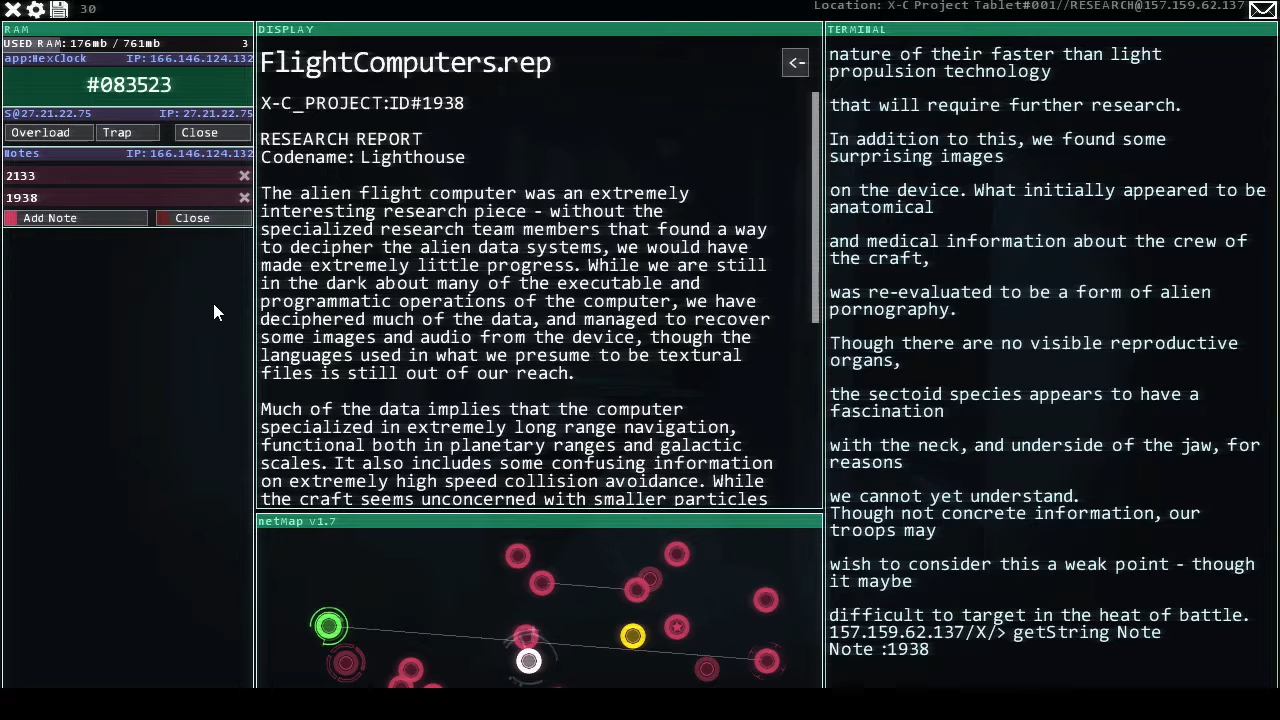 30
Location: X-C Project Tablet#001//RESEARCH@157.159.62.137
RAM
USED RAM: 176mb / 761mb 3
app:HexClock IP: 166.146.124.132
#083523
S@27.21.22.75 IP: 27.21.22.75
Overload Trap Close
Notes IP: 166.146.124.132
2133
1938
Add Note Close
DISPLAY
FlightComputers.rep
<-
X-C_PROJECT:ID#1938
RESEARCH REPORT
Codename: Lighthouse
The alien flight computer was an extremely
interesting research piece - without the
specialized research team members that found a way
to decipher the alien data systems, we would have
made extremely little progress. While we are still
in the dark about many of the executable and
programmatic operations of the computer, we have
deciphered much of the data, and managed to recover
some images and audio from the device, though the
languages used in what we presume to be textural
files is still out of our reach.
Much of the data implies that the computer
specialized in extremely long range navigation,
functional both in planetary ranges and galactic
scales. It also includes some confusing information
on extremely high speed collision avoidance. While
the craft seems unconcerned with smaller particles
netMap v1.7
TERMINAL
nature of their faster than light
propulsion technology
that will require further research.
In addition to this, we found some
surprising images
on the device. What initially appeared to be
anatomical
and medical information about the crew of
the craft,
was re-evaluated to be a form of alien
pornography.
Though there are no visible reproductive
organs,
the sectoid species appears to have a
fascination
with the neck, and underside of the jaw, for
reasons
we cannot yet understand.
Though not concrete information, our
troops may
wish to consider this a weak point - though
it maybe
difficult to target in the heat of battle.
157.159.62.137/X/> getString Note
Note :1938